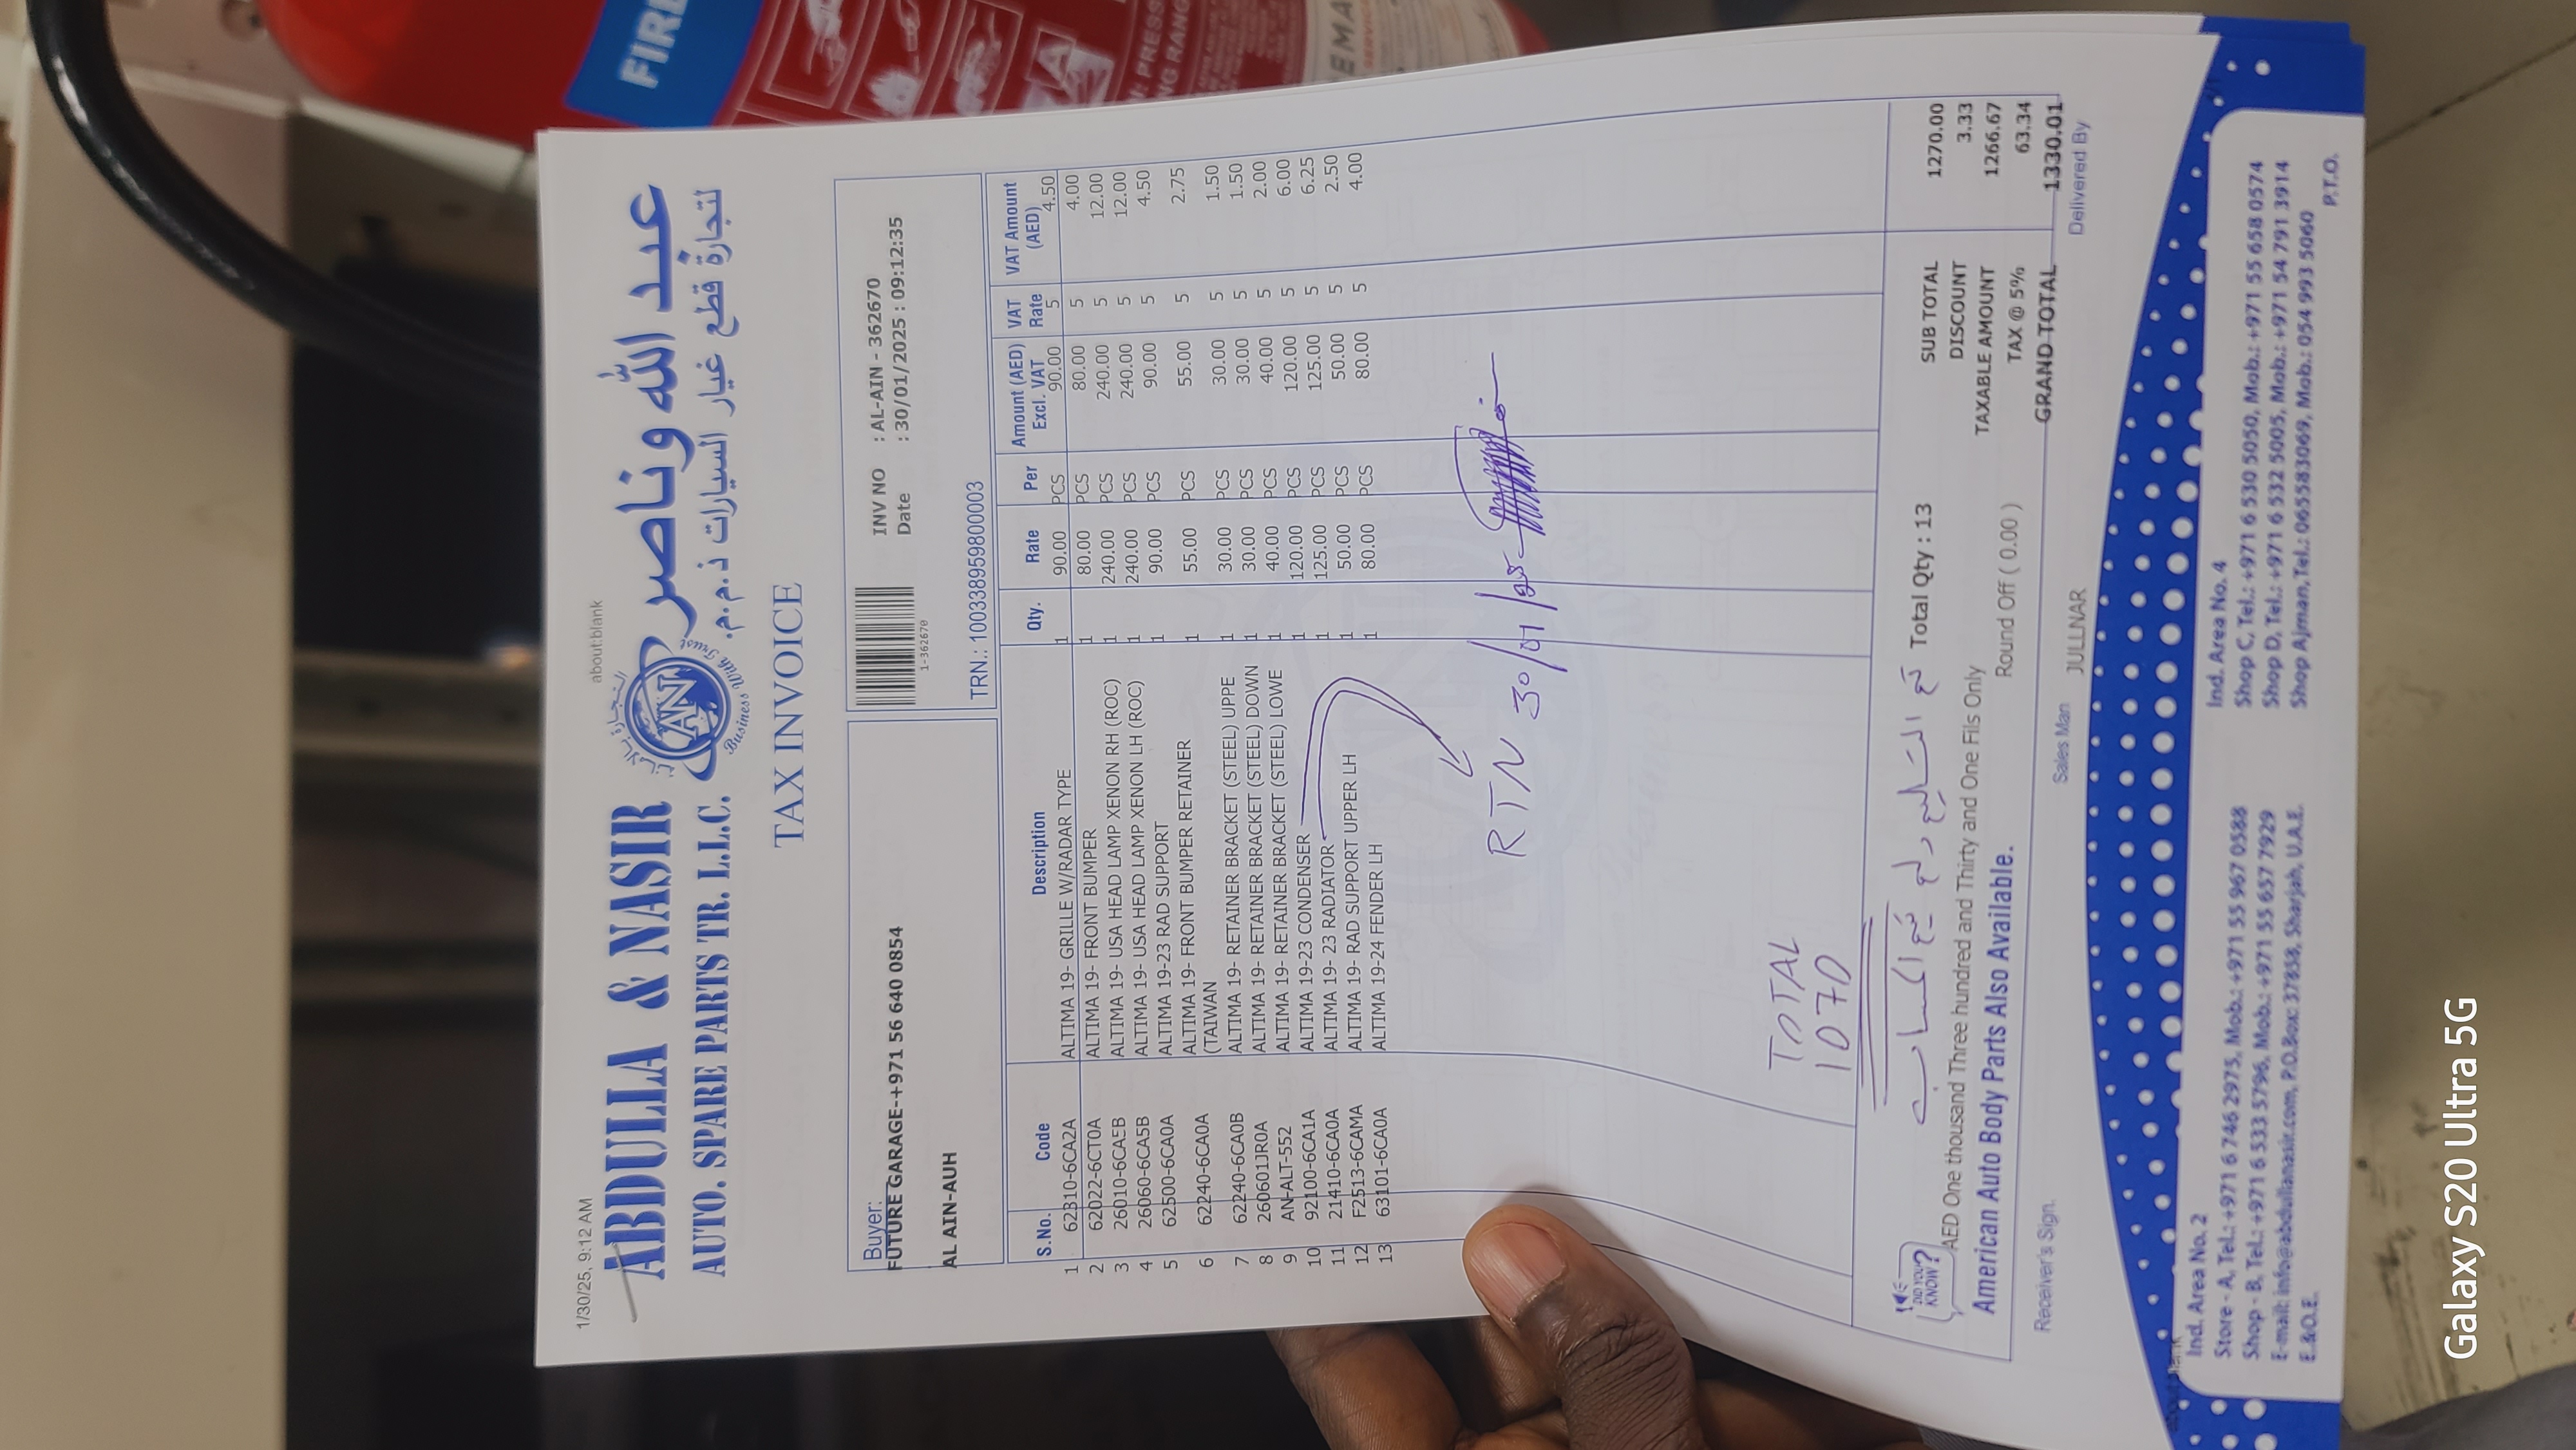 1/30/25, 9:12 AM
about:blank
ABDULLA & NASIR
AUTO. SPARE PARTS TR. L.L.C.
AN
Business With Trust
عبد الله وناصر
لتجارة قطع غيار السيارات ذ.م.م.
TAX INVOICE
Buyer:
FUTURE GARAGE-+971 56 640 0854
AL AIN-AUH
1-362670
INV NO : AL-AIN - 362670
Date : 30/01/2025 : 09:12:35
TRN.: 100338959800003
S.No. Code Description Qty. Rate Per Amount (AED) Excl. VAT VAT Rate VAT Amount (AED)
1 62310-6CA2A ALTIMA 19- GRILLE W/RADAR TYPE 1 90.00 PCS 90.00 5 4.50
2 62022-6CT0A ALTIMA 19- FRONT BUMPER 1 80.00 PCS 80.00 5 4.00
3 26010-6CAEB ALTIMA 19- USA HEAD LAMP XENON RH (ROC) 1 240.00 PCS 240.00 5 12.00
4 26060-6CA5B ALTIMA 19- USA HEAD LAMP XENON LH (ROC) 1 240.00 PCS 240.00 5 12.00
5 62500-6CA0A ALTIMA 19-23 RAD SUPPORT 1 90.00 PCS 90.00 5 4.50
6 62240-6CA0A ALTIMA 19- FRONT BUMPER RETAINER 1 55.00 PCS 55.00 5 2.75
(TAIWAN
7 62240-6CA0B ALTIMA 19- RETAINER BRACKET (STEEL) UPPE 1 30.00 PCS 30.00 5 1.50
8 260601JR0A ALTIMA 19- RETAINER BRACKET (STEEL) DOWN 1 30.00 PCS 30.00 5 1.50
9 AN-ALT-552 ALTIMA 19- RETAINER BRACKET (STEEL) LOWE 1 40.00 PCS 40.00 5 2.00
10 92100-6CA1A ALTIMA 19-23 CONDENSER 1 120.00 PCS 120.00 5 6.00
11 21410-6CA0A ALTIMA 19- 23 RADIATOR 1 125.00 PCS 125.00 5 6.25
12 F2513-6CAMA ALTIMA 19- RAD SUPPORT UPPER LH 1 50.00 PCS 50.00 5 2.50
13 63101-6CA0A ALTIMA 19-24 FENDER LH 1 80.00 PCS 80.00 5 4.00
RTN 30/01/25
TOTAL
1070
DID YOU KNOW?
Total Qty : 13
SUB TOTAL 1270.00
DISCOUNT 3.33
TAXABLE AMOUNT 1266.67
TAX @ 5% 63.34
GRAND TOTAL 1330.01
AED One thousand Three hundred and Thirty and One Fils Only
American Auto Body Parts Also Available.
Round Off ( 0.00 )
Receiver's Sign.
Sales Man JULLNAR
Delivered By
Ind. Area No. 2
Store - A, Tel.: +971 6 746 2975, Mob.: +971 55 967 0588
Shop - B, Tel.: +971 6 533 5796, Mob.: +971 55 657 7929
E-mail: info@abdullanasir.com, P.O.Box: 37858, Sharjah, U.A.E.
E.&O.E.
Ind. Area No. 4
Shop C, Tel.: +971 6 530 5050, Mob.: +971 55 658 0574
Shop D, Tel.: +971 6 532 5005, Mob.: +971 54 791 3914
Shop Ajman, Tel.: 065583069, Mob.: 054 993 5060
P.T.O.
FIRE
Galaxy S20 Ultra 5G